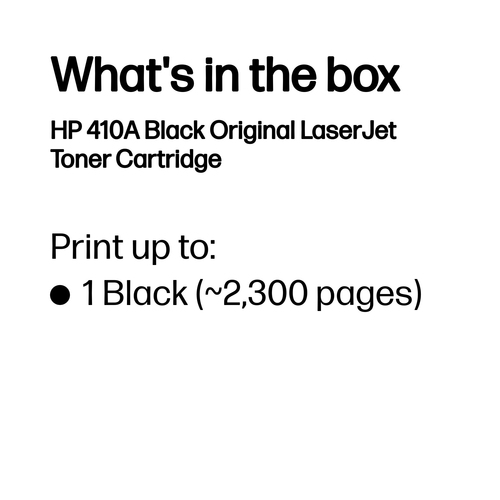 What's in the box
HP 410A Black Original LaserJet
Toner Cartridge
Print up to:
● 1 Black (~2,300 pages)